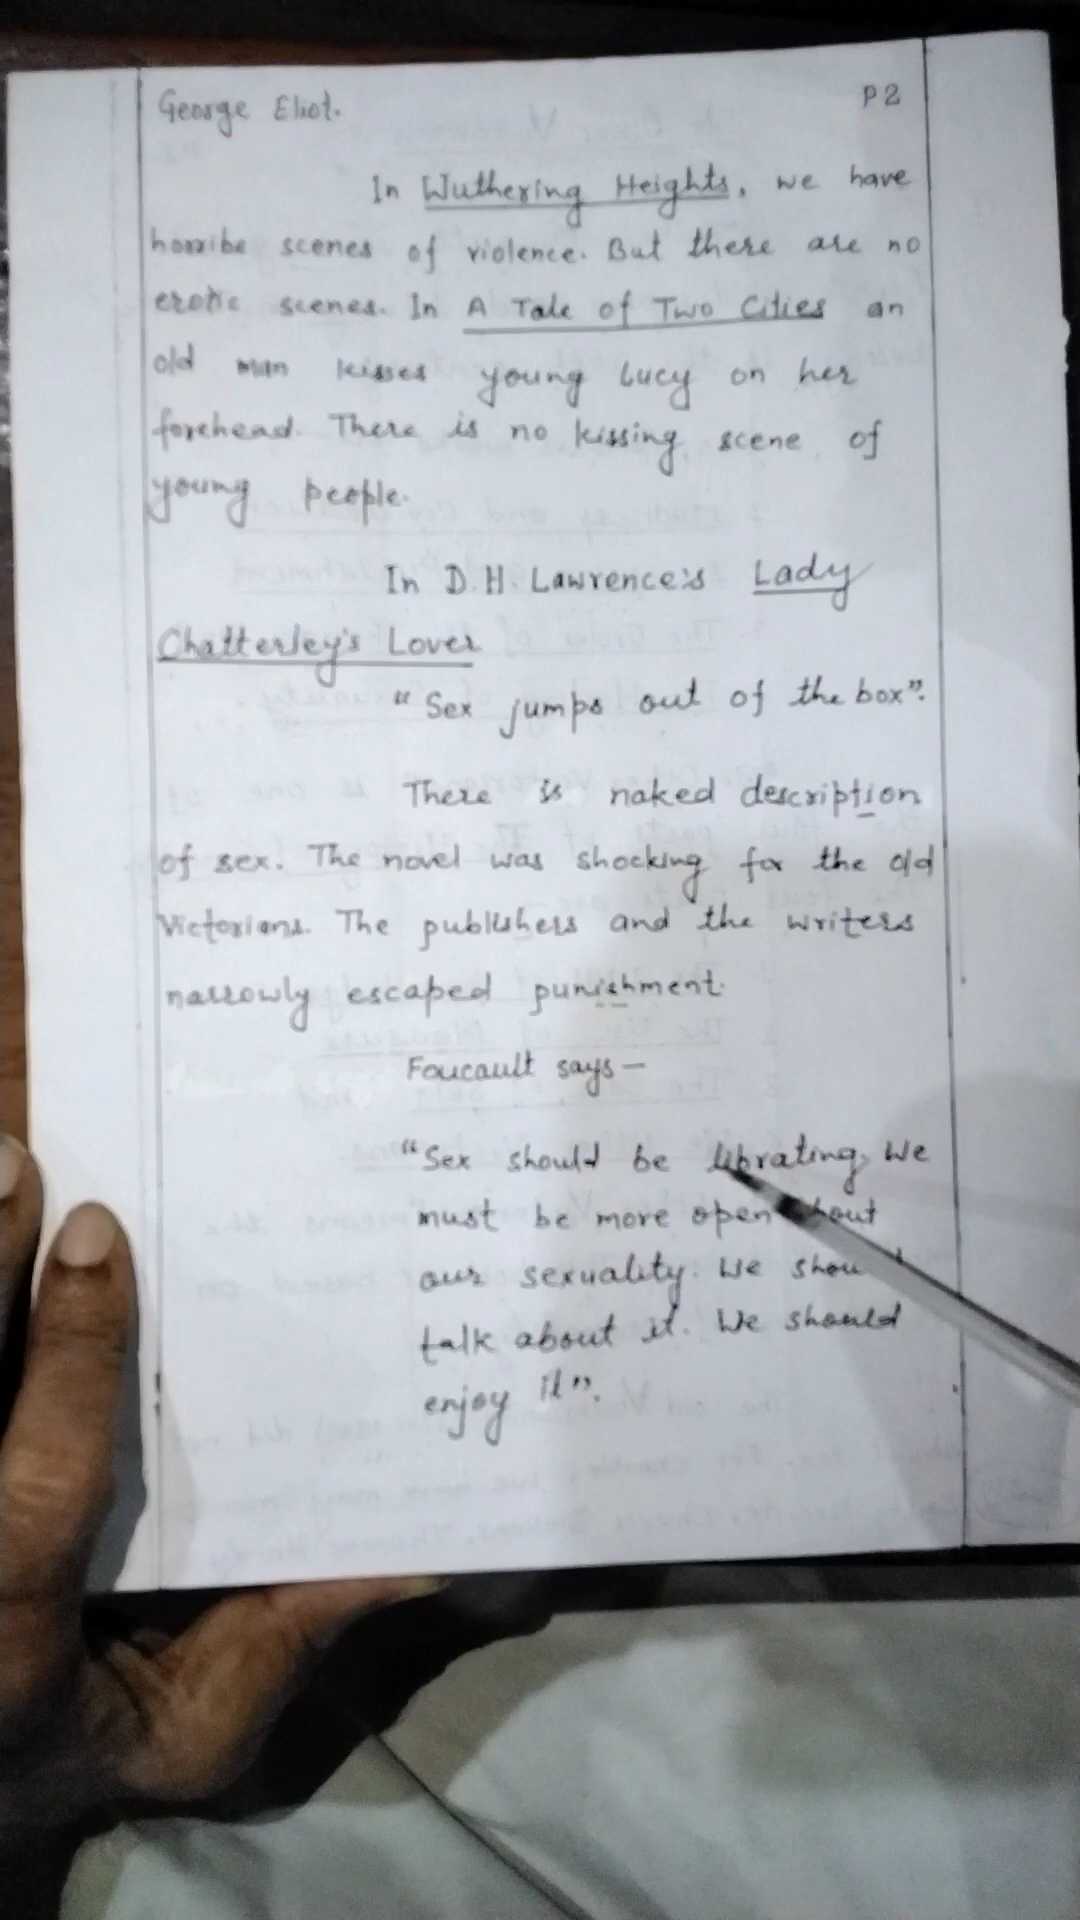 George Eliot. P2
In Wuthering Heights, we have
horribe scenes of violence. But there are no
erotic scenes. In A Tale of Two Cities an
old man kisses young Lucy on her
forehead. There is no kissing scene of
young people.
In D.H. Lawrence's Lady
Chatterley's Lover
"Sex jumps out of the box".
There is naked description
of sex. The novel was shocking for the old
Victorians. The publishers and the writers
narrowly escaped punishment.
Foucault says —
"Sex should be librating, We
must be more open about
our sexuality. We should
talk about it. We should
enjoy it".